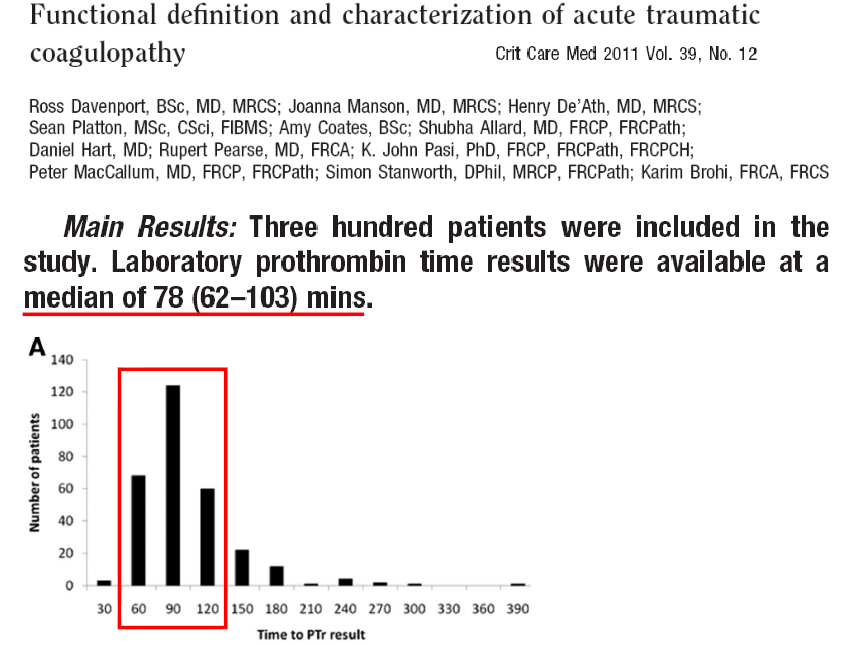 Functional definition and characterization of acute traumatic
coagulopathy
Crit Care Med 2011 Vol. 39, No. 12
Ross Davenport, BSc, MD, MRCS; Joanna Manson, MD, MRCS; Henry De'Ath, MD, MRCS;
Sean Platton, MSc, CSci, FIBMS; Amy Coates, BSc; Shubha Allard, MD, FRCP, FRCPath;
Daniel Hart, MD; Rupert Pearse, MD, FRCA; K. John Pasi, PhD, FRCP, FRCPath, FRCPCH;
Peter MacCallum, MD, FRCP, FRCPath; Simon Stanworth, DPhil, MRCP, FRCPath; Karim Brohi, FRCA, FRCS
Main Results: Three hundred patients were included in the
study. Laboratory prothrombin time results were available at a
median of 78 (62–103) mins.
A
140
120
100
80
60
40
20
0
Number of patients
30 60 90 120 150 180 210 240 270 300 330 360 390
Time to PTr result